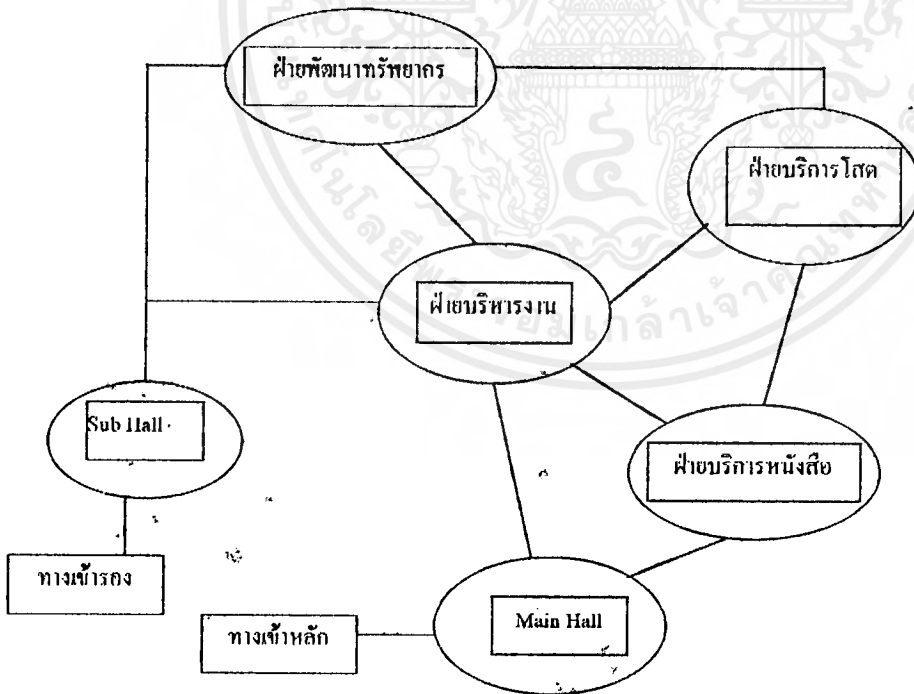 ฝ่ายพัฒนาทรัพยากร
ฝ่ายบริการโสต
ฝ่ายบริหารงาน
Sub Hall
ฝ่ายบริการหนังสือ
ทางเข้ารอง
ทางเข้าหลัก
Main Hall